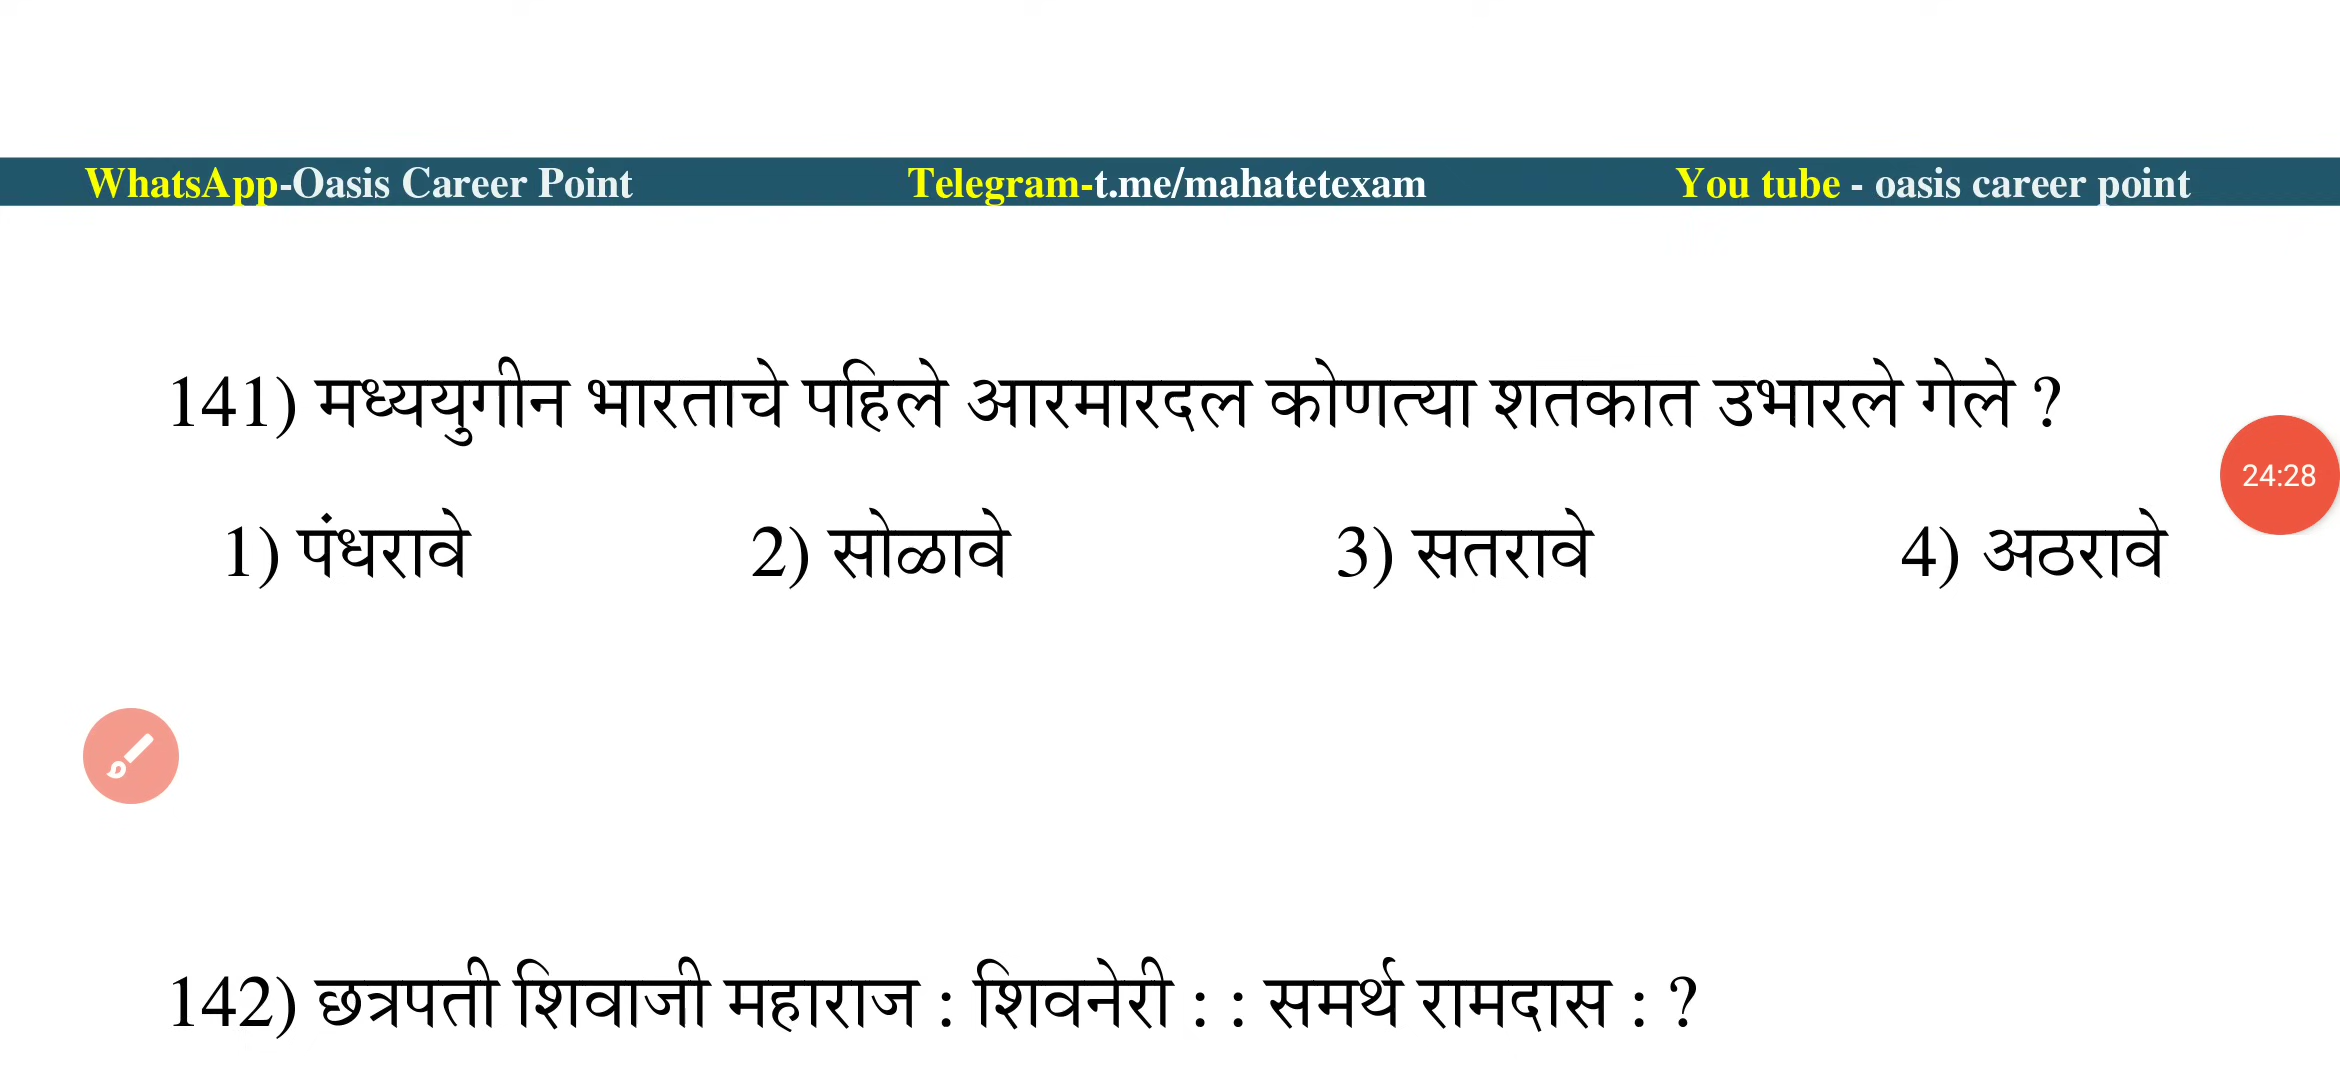 WhatsApp-Oasis Career Point Telegram-t.me/mahatetexam You tube - oasis career point
141) मध्ययुगीन भारताचे पहिले आरमारदल कोणत्या शतकात उभारले गेले ?
24:28
1) पंधरावे 2) सोळावे 3) सतरावे 4) अठरावे
142) छत्रपती शिवाजी महाराज : शिवनेरी : : समर्थ रामदास : ?